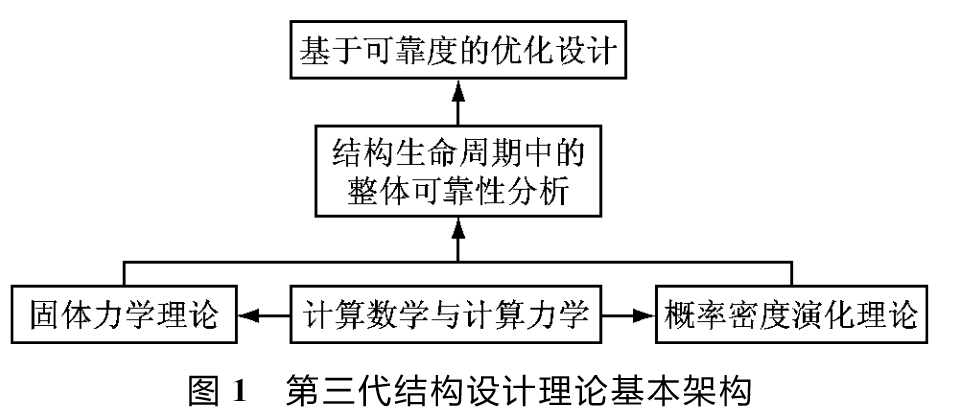 基于可靠度的优化设计
结构生命周期中的
整体可靠性分析
固体力学理论
计算数学与计算力学
概率密度演化理论
图 1 第三代结构设计理论基本架构